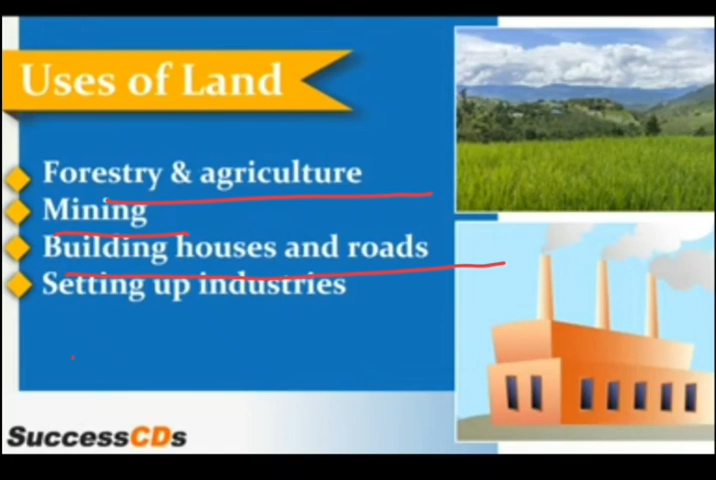 Uses of Land
Forestry & agriculture
Mining
Building houses and roads
Setting up industries
SuccessCDs